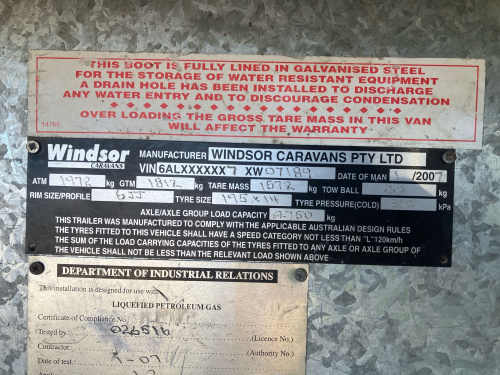 THIS BOOT IS FULLY LINED IN GALVANISED STEEL
FOR THE STORAGE OF WATER RESISTANT EQUIPMENT
A DRAIN HOLE HAS BEEN INSTALLED TO DISCHARGE
ANY WATER ENTRY AND TO DISCOURAGE CONDENSATION
OVER LOADING THE GROSS TARE MASS IN THIS VAN
WILL AFFECT THE WARRANTY
Windsor CARAVANS MANUFACTURER WINDSOR CARAVANS PTY LTD
VIN 6ALXXXXXX7 XW07189 DATE OF MAN 1/2007
ATM 1972 kg GTM 1812 kg TARE MASS 1672 kg TOW BALL kg
RIM SIZE/PROFILE 6JJ TYRE SIZE 195x14 TYRE PRESSURE(COLD) kPa
AXLE/AXLE GROUP LOAD CAPACITY kg
THIS TRAILER WAS MANUFACTURED TO COMPLY WITH THE APPLICABLE AUSTRALIAN DESIGN RULES
THE TYRES FITTED TO THIS VEHICLE SHALL HAVE A SPEED CATEGORY NOT LESS THAN "L"120km/h
THE SUM OF THE LOAD CARRYING CAPACITIES OF THE TYRES FITTED TO ANY AXLE OR AXLE GROUP OF
THE VEHICLE SHALL NOT BE LESS THAN THE RELEVANT LOAD SHOWN ABOVE
DEPARTMENT OF INDUSTRIAL RELATIONS
This installation is designed for use with
LIQUEFIED PETROLEUM GAS
Certificate of Compliance No.
Tested by 026516 (Licence No.)
Contractor (Authority No.)
Date of test -07